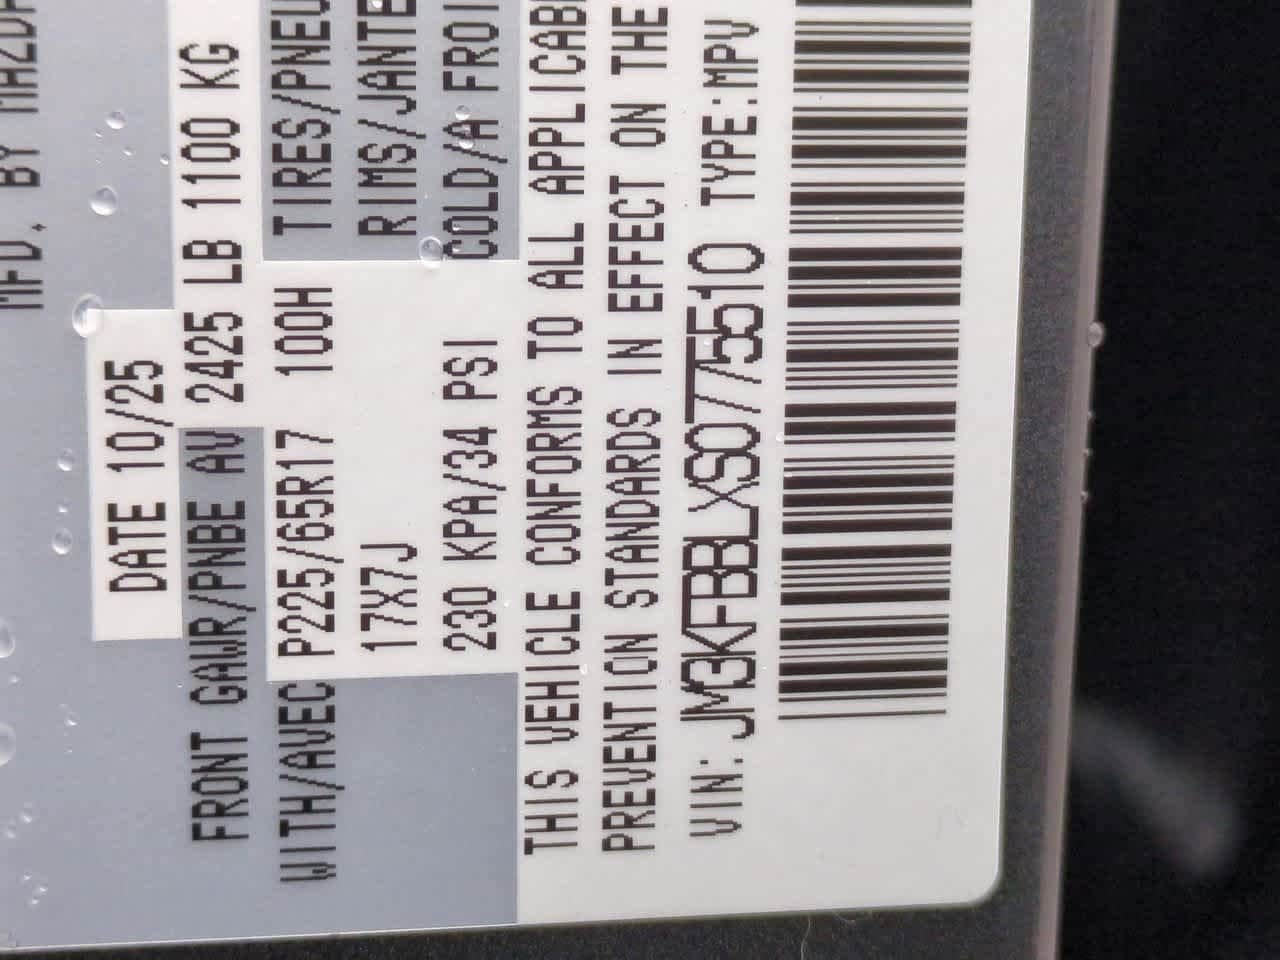 MFD. BY MAZDA
DATE 10/25
FRONT GAWR/PNBE AV 2425 LB 1100 KG
WITH/AVEC P225/65R17 100H TIRES/PNEU
17X7J RIMS/JANTE
230 KPA/34 PSI COLD/A FROI
THIS VEHICLE CONFORMS TO ALL APPLICABL
PREVENTION STANDARDS IN EFFECT ON THE
VIN: JM3KFBBLXS0775510 TYPE:MPV